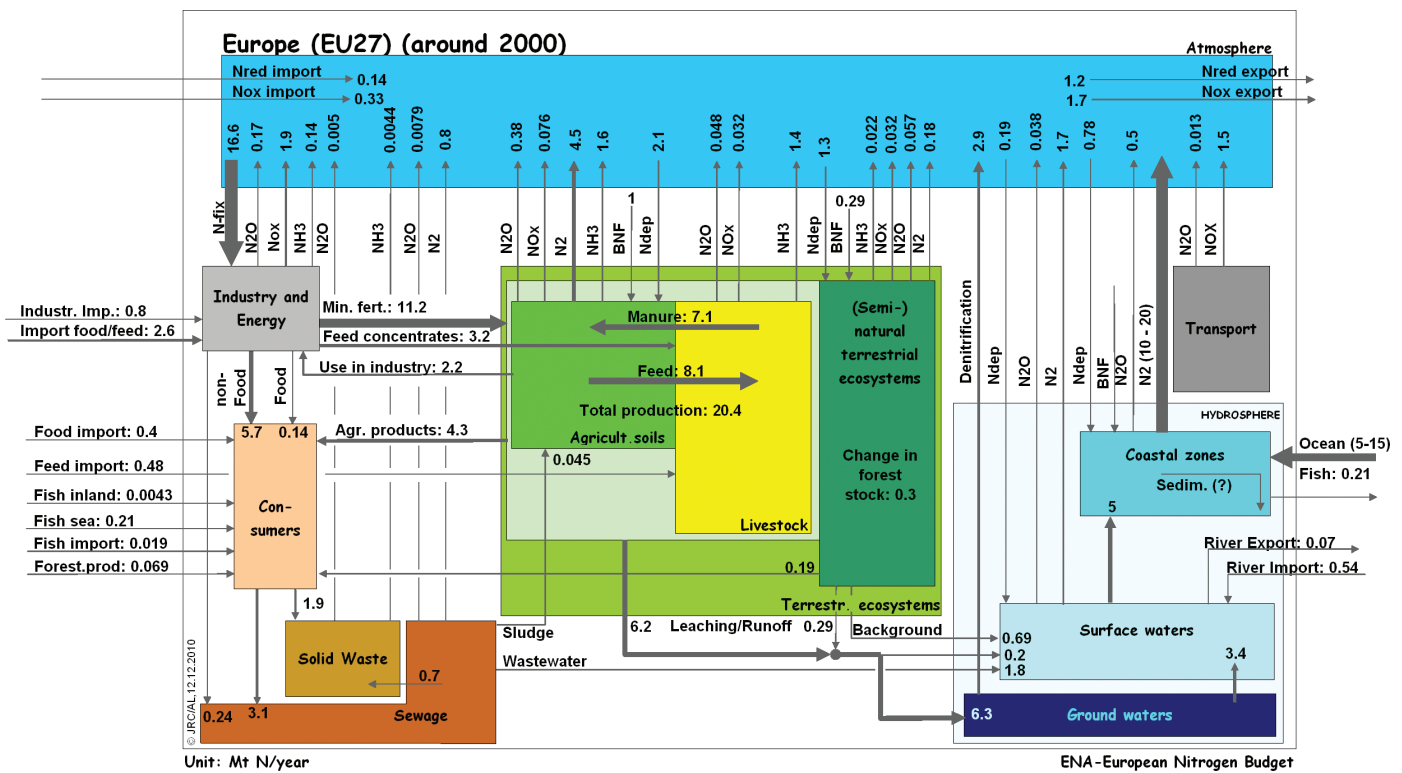 Europe (EU27) (around 2000)
Atmosphere
Nred import
0.14
1.2
Nred export
Nox import
0.33
1.7
Nox export
16.6
0.17
1.9
0.14
0.005
0.0044
0.0079
0.8
0.38
0.076
4.5
1.6
2.1
0.048
0.032
1.4
1.3
0.022
0.032
0.057
0.18
2.9
0.19
0.038
1.7
0.78
0.5
0.013
1.5
1
0.29
N-fix
N2O
Nox
NH3
N2O
NH3
N2O
N2
N2O
NOx
N2
NH3
BNF
Ndep
N2O
NOx
NH3
Ndep
BNF
NH3
NOx
N2O
N2
Denitrification
Ndep
N2O
N2
Ndep
BNF
N2O
N2 (10 - 20)
N2O
NOX
Industry and
Energy
Industr. Imp.: 0.8
Import food/feed: 2.6
Min. fert.: 11.2
Feed concentrates: 3.2
Use in industry: 2.2
Manure: 7.1
Feed: 8.1
Total production: 20.4
Agricult.soils
(Semi-)
natural
terrestrial
ecosystems
Transport
non-
Food
Food
Food import: 0.4
5.7
0.14
Agr. products: 4.3
0.045
Change in
forest
stock: 0.3
HYDROSPHERE
Coastal zones
Ocean (5-15)
Fish: 0.21
Sedim. (?)
5
Feed import: 0.48
Fish inland: 0.0043
Fish sea: 0.21
Fish import: 0.019
Forest.prod: 0.069
Con-
sumers
Livestock
0.19
River Export: 0.07
River Import: 0.54
Terrestr. ecosystems
1.9
Sludge
6.2
Leaching/Runoff
0.29
Background
0.69
0.2
1.8
Surface waters
3.4
Solid Waste
Wastewater
0.7
0.24
3.1
Sewage
6.3
Ground waters
© JRC/AL,12.12.2010
Unit: Mt N/year
ENA-European Nitrogen Budget